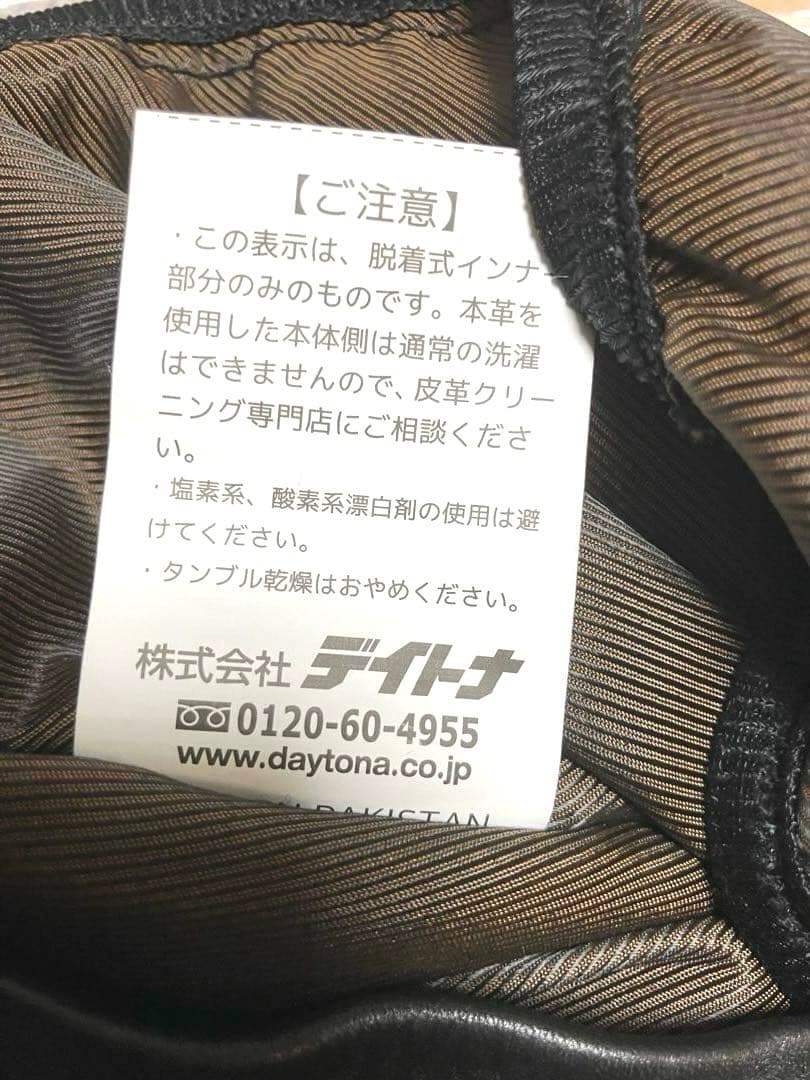 【ご注意】
・この表示は、脱着式インナー
部分のみのものです。本革を
使用した本体側は通常の洗濯
はできませんので、皮革クリー
ニング専門店にご相談くださ
い。
・塩素系、酸素系漂白剤の使用は避
けてください。
・タンブル乾燥はおやめください。
株式会社 デイトナ
0120-60-4955
www.daytona.co.jp
PAKISTAN